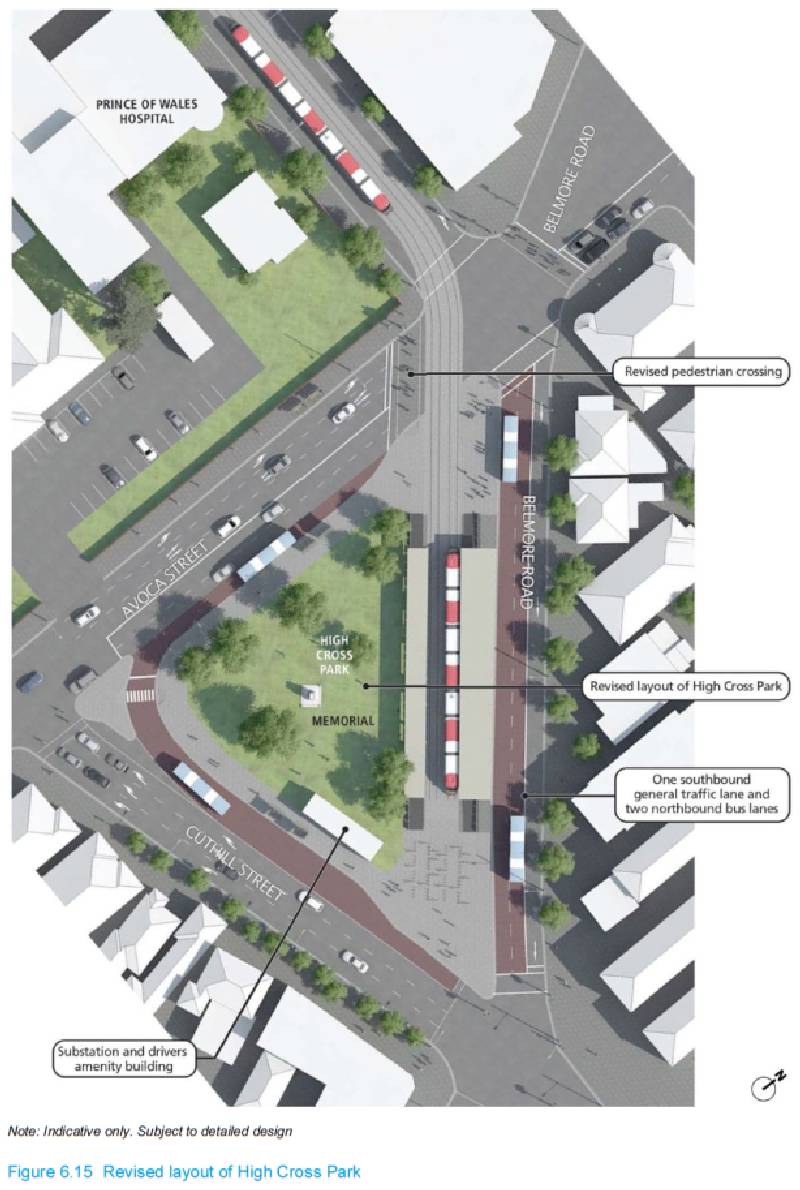 PRINCE OF WALES
HOSPITAL
BELMORE ROAD
Revised pedestrian crossing
BELMORE ROAD
AVOCA STREET
HIGH
CROSS
PARK
Revised layout of High Cross Park
MEMORIAL
One southbound
general traffic lane and
two northbound bus lanes
CUTHILL STREET
Substation and drivers
amenity building
N
Note: Indicative only. Subject to detailed design
Figure 6.15 Revised layout of High Cross Park